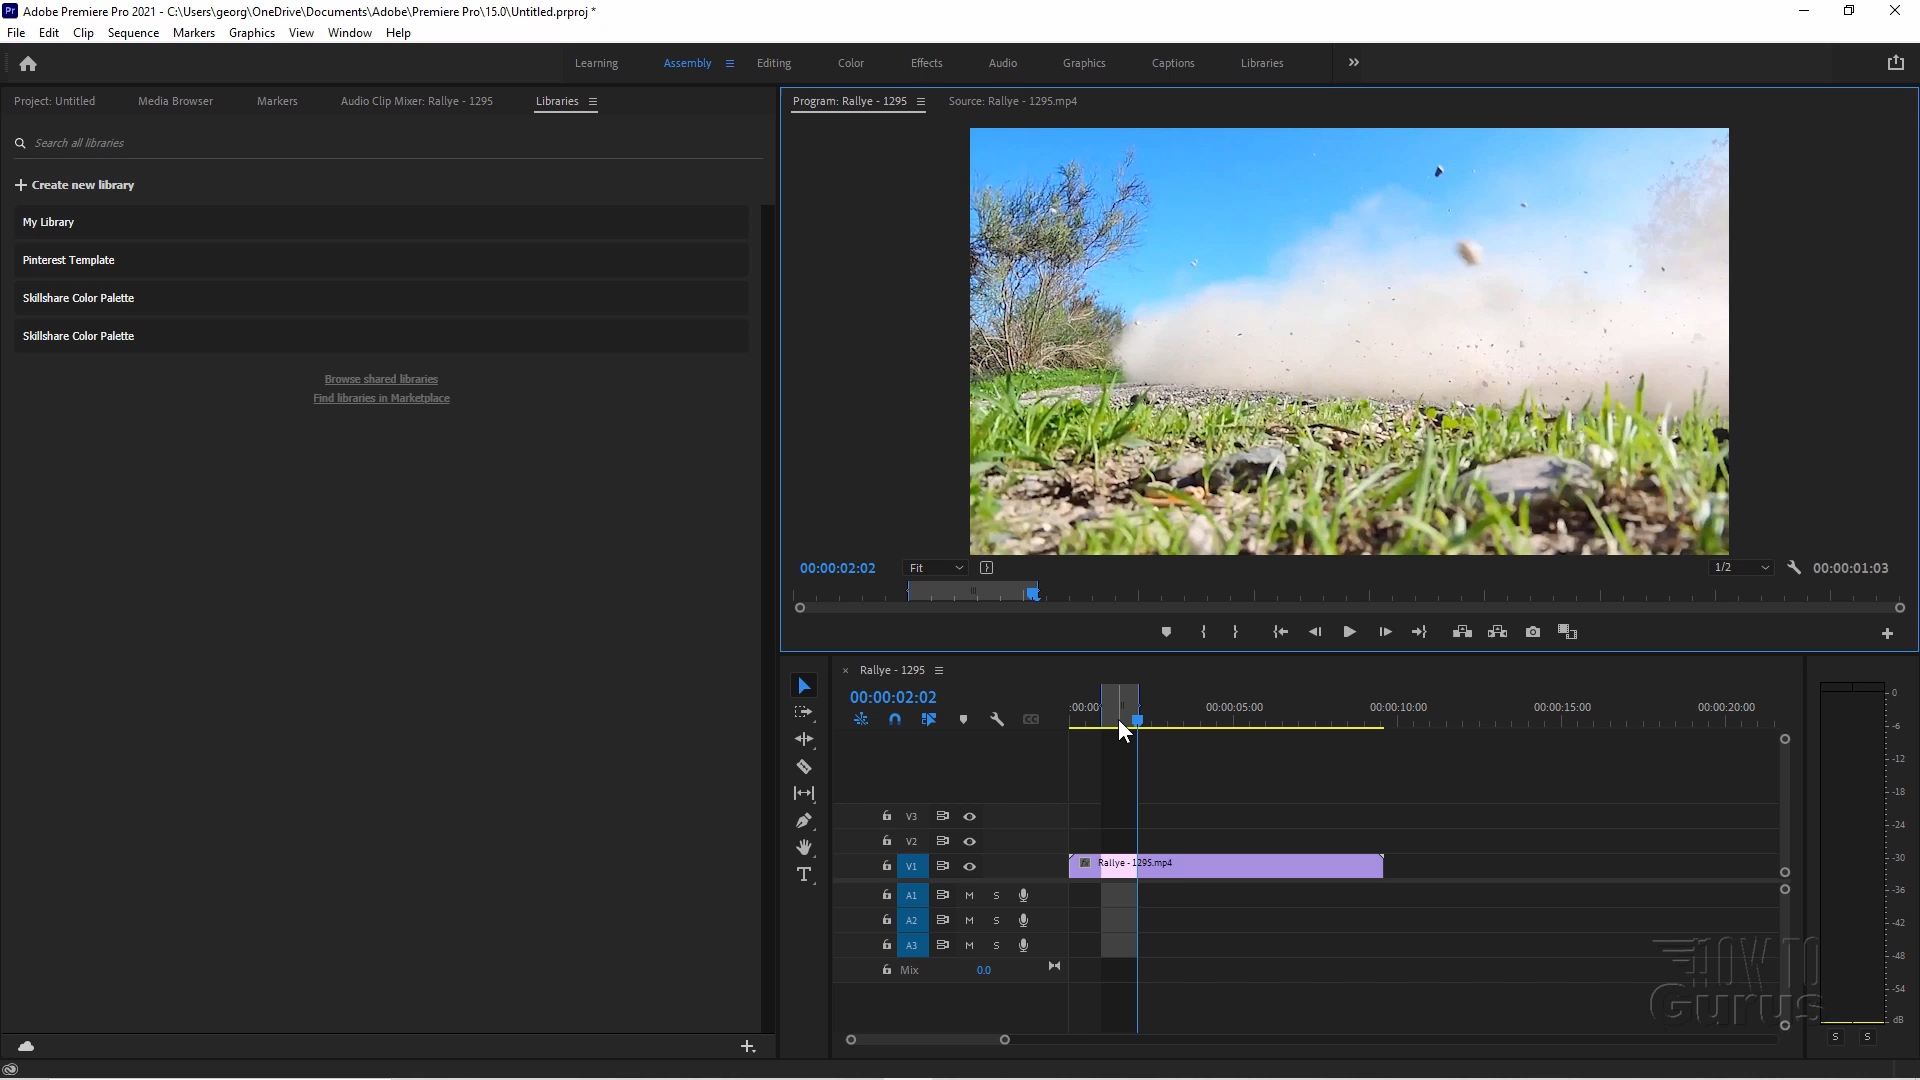 Pr Adobe Premiere Pro 2021 - C:\Users\georg\OneDrive\Documents\Adobe\Premiere Pro\15.0\Untitled.prproj *
File Edit Clip Sequence Markers Graphics View Window Help
Learning Assembly Editing Color Effects Audio Graphics Captions Libraries
Project: Untitled Media Browser Markers Audio Clip Mixer: Rallye - 1295 Libraries
Program: Rallye - 1295 Source: Rallye - 1295.mp4
Search all libraries
Create new library
My Library
Pinterest Template
Skillshare Color Palette
Skillshare Color Palette
Browse shared libraries
Find libraries in Marketplace
00:00:02:02 Fit 1/2 00:00:01:03
× Rallye - 1295
00:00:02:02
:00:00 00:00:05:00 00:00:10:00 00:00:15:00 00:00:20:00
V3
V2
V1 fx Rallye - 1295.mp4
A1 M S
A2 M S
A3 M S
Mix 0.0
0
-6
-12
-18
-24
-30
-36
-42
-48
-54
dB
S S
HOW TO
Gurus